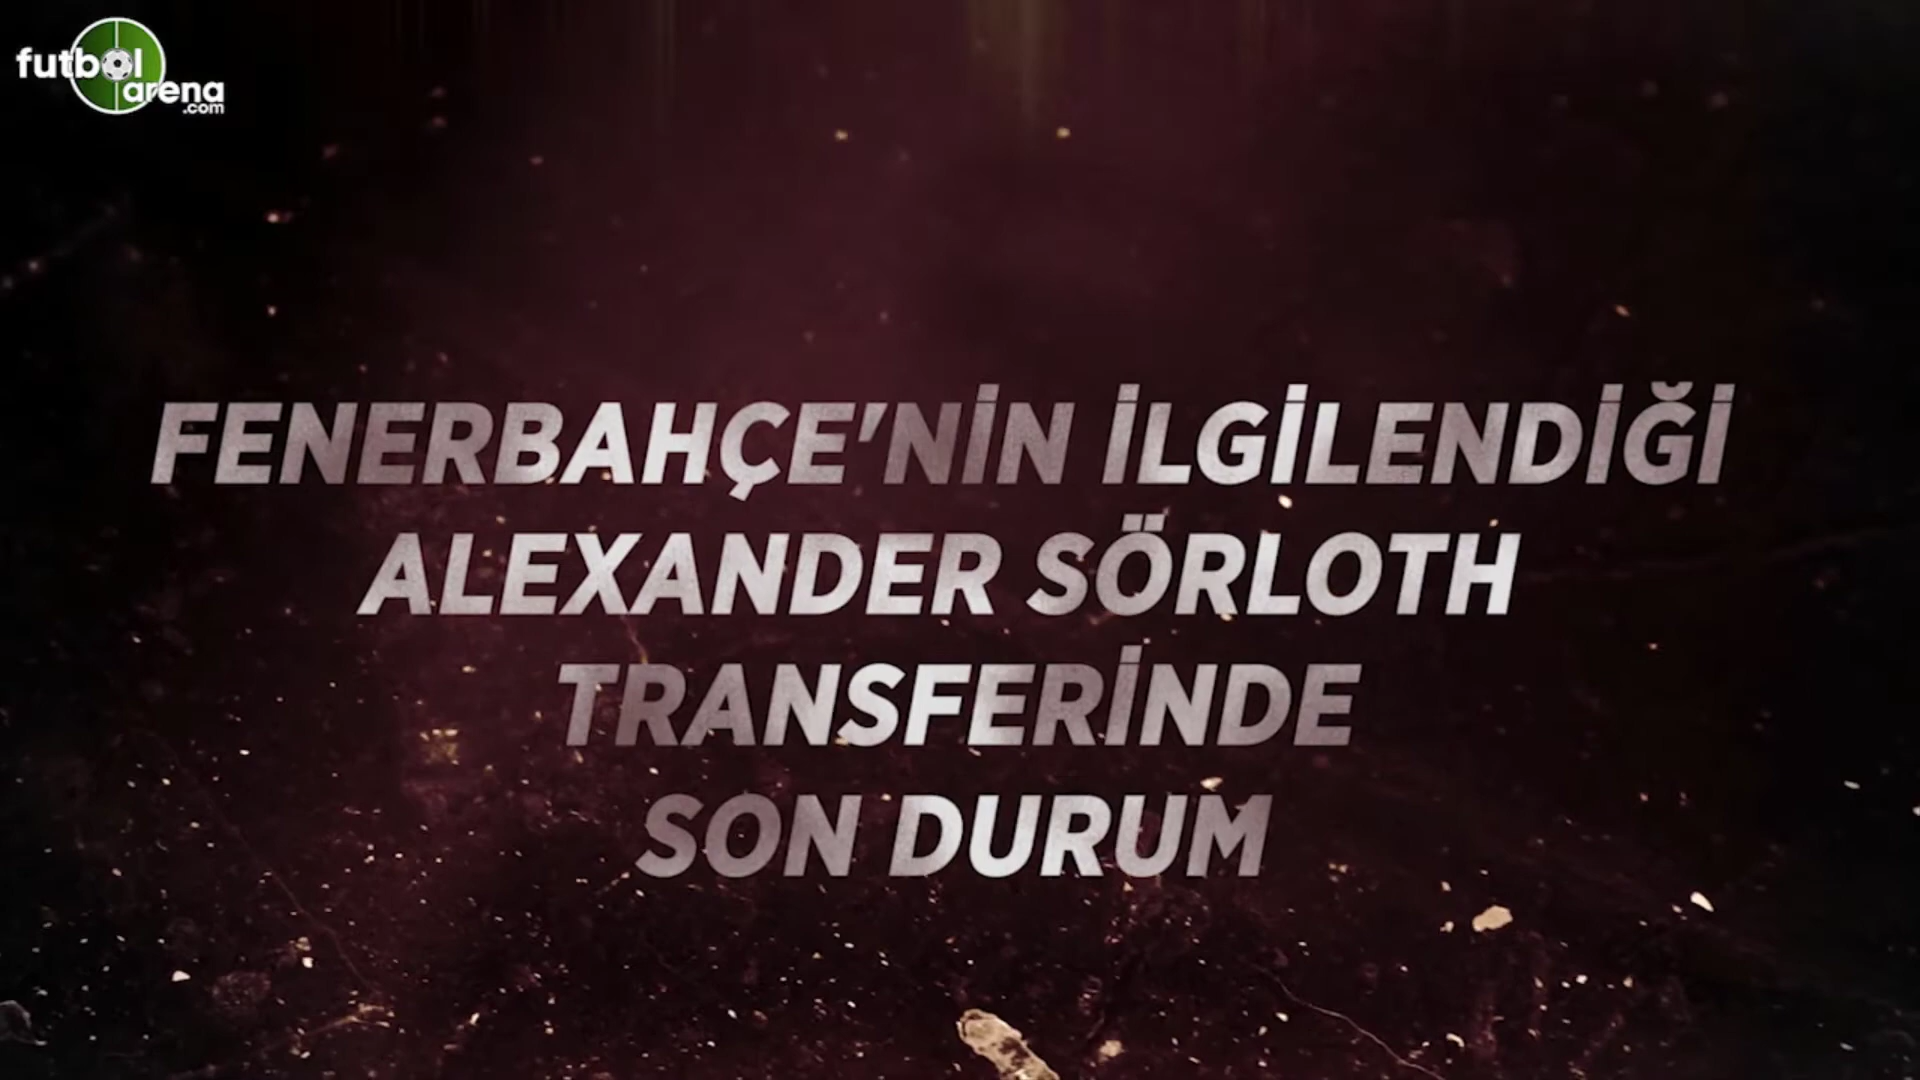 futbol
arena
.com
FENERBAHÇE'NİN İLGİLENDİĞİ
ALEXANDER SÖRLOTH
TRANSFERİNDE
SON DURUM